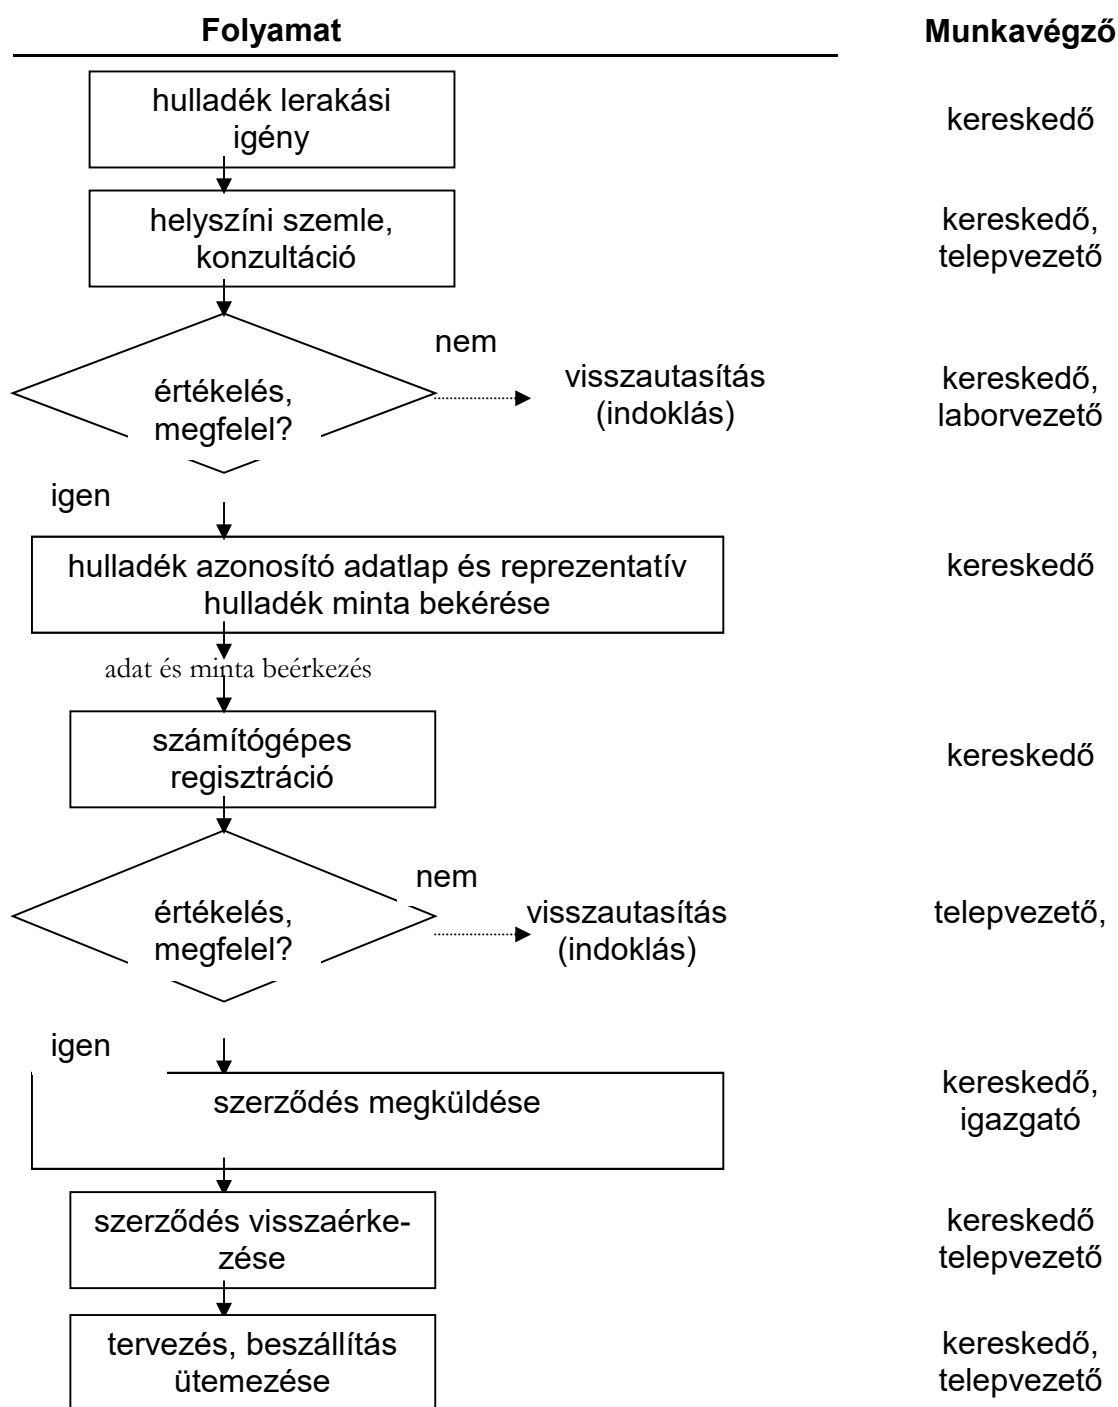 Folyamat Munkavégző
hulladék lerakási
igény
kereskedő
helyszíni szemle,
konzultáció
kereskedő,
telepvezető
nem
értékelés,
megfelel?
visszautasítás
(indoklás)
kereskedő,
laborvezető
igen
hulladék azonosító adatlap és reprezentatív
hulladék minta bekérése
kereskedő
adat és minta beérkezés
számítógépes
regisztráció
kereskedő
nem
értékelés,
megfelel?
visszautasítás
(indoklás)
telepvezető,
igen
szerződés megküldése
kereskedő,
igazgató
szerződés visszaérke-
zése
kereskedő
telepvezető
tervezés, beszállítás
ütemezése
kereskedő,
telepvezető